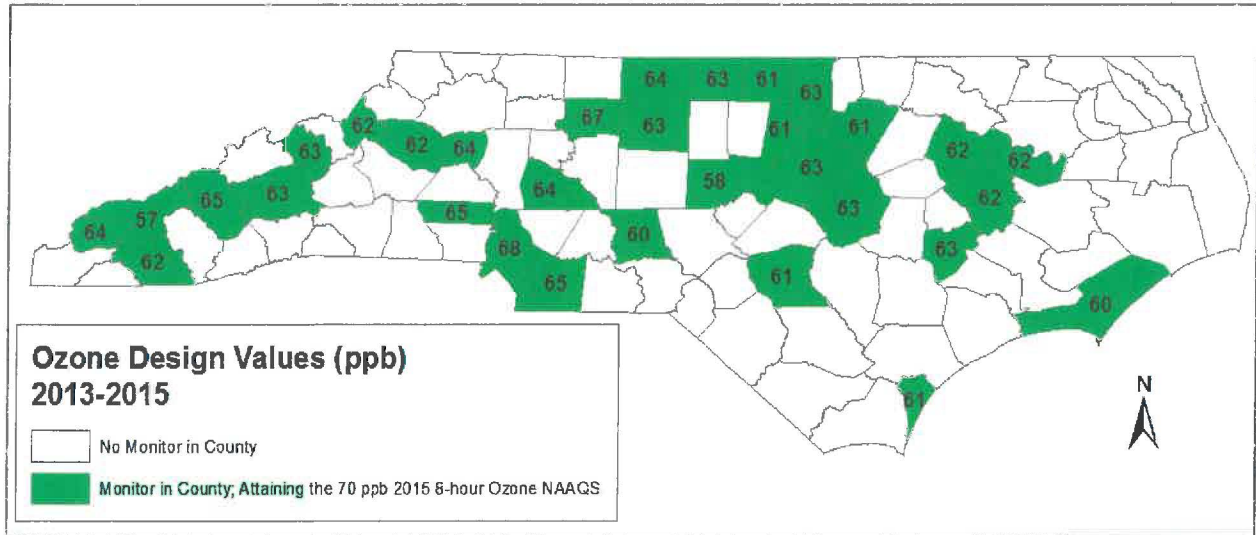 64 63 61 63
67 63 61 61
62 62 64
63
62 62
63
64 58 62
65 63
63
57 65
64 60 63
68
62 61
65
60
61
Ozone Design Values (ppb)
2013-2015
N
No Monitor in County
Monitor in County; Attaining the 70 ppb 2015 8-hour Ozone NAAQS